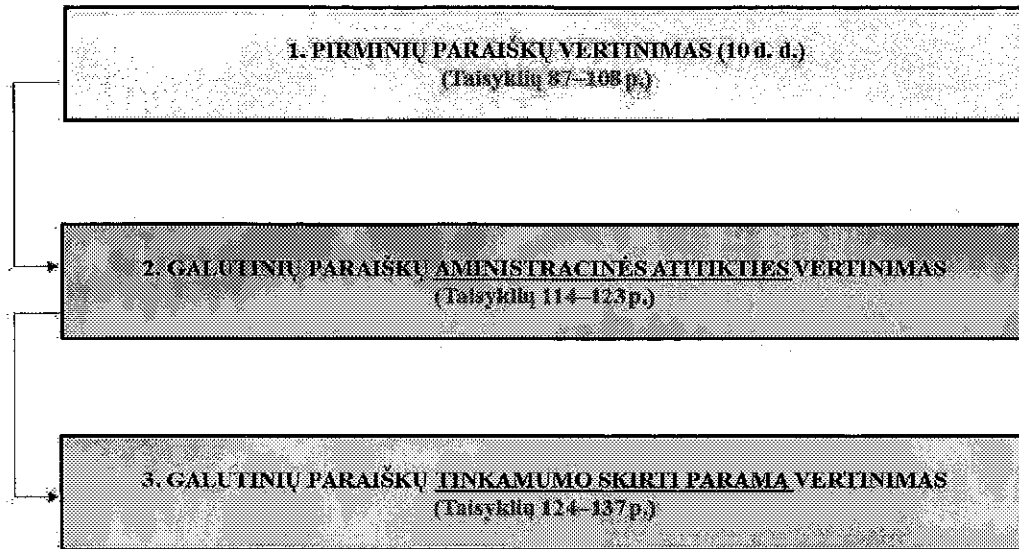 1. PIRMINIŲ PARAIŠKŲ VERTINIMAS (10 d. d.)
(Taisyklių 87–108 p.)
2. GALUTINIŲ PARAIŠKŲ AMINISTRACINĖS ATITIKTIES VERTINIMAS
(Taisyklių 114–123 p.)
3. GALUTINIŲ PARAIŠKŲ TINKAMUMO SKIRTI PARAMĄ VERTINIMAS
(Taisyklių 124–137 p.)